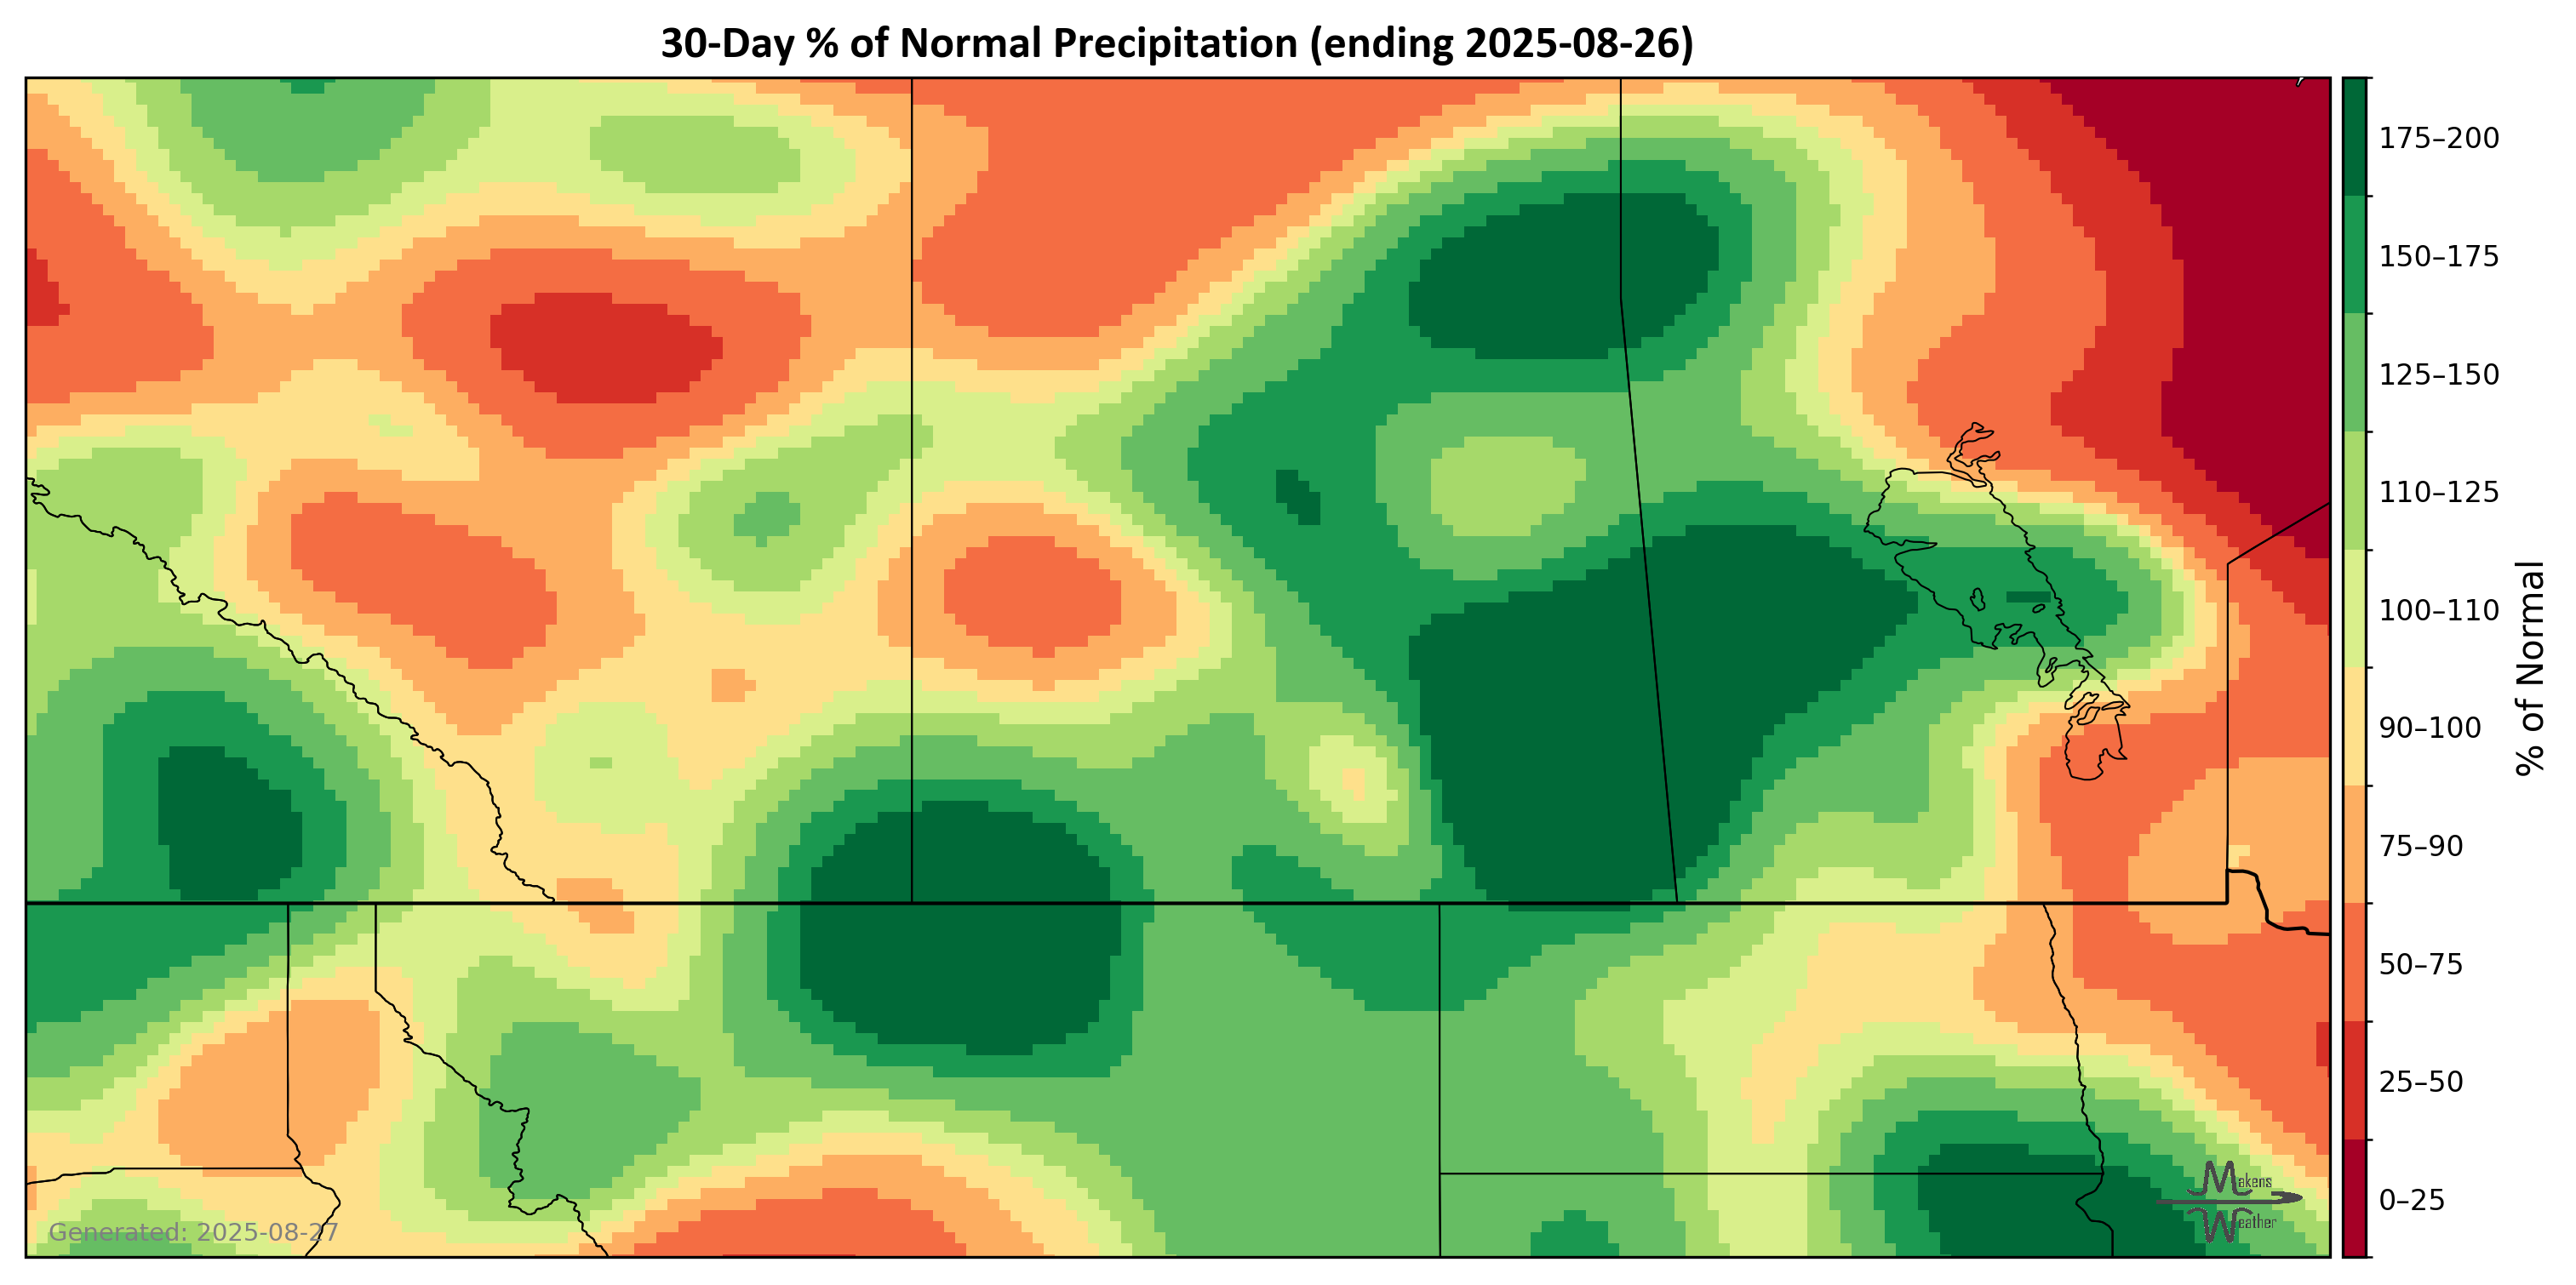 30-Day % of Normal Precipitation (ending 2025-08-26)
175–200
150–175
125–150
110–125
100–110
90–100
75–90
50–75
25–50
0–25
% of Normal
Generated: 2025-08-27
Makens
Weather